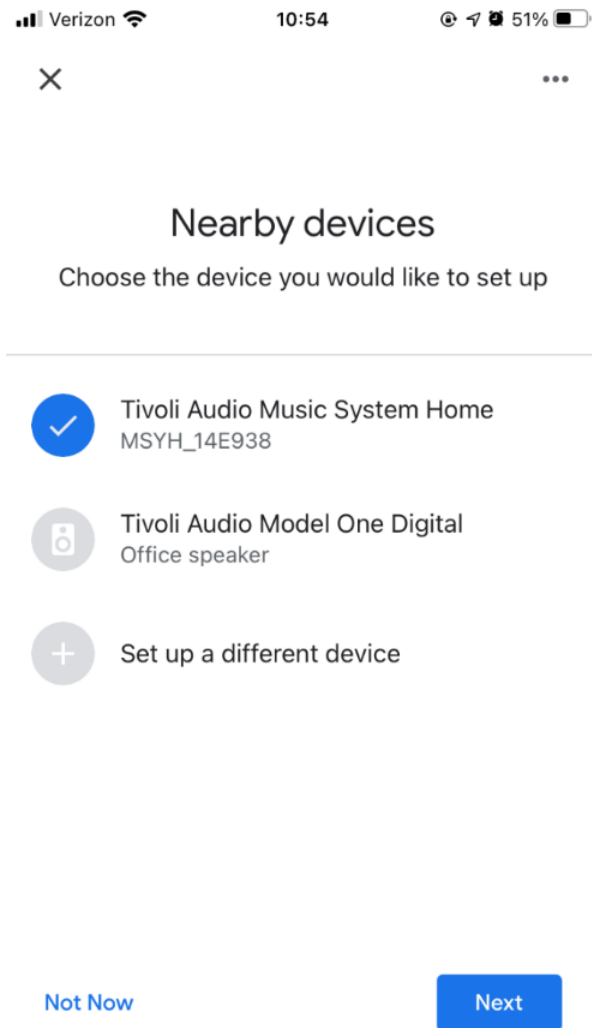 Verizon 10:54 51%
Nearby devices
Choose the device you would like to set up
Tivoli Audio Music System Home
MSYH_14E938
Tivoli Audio Model One Digital
Office speaker
Set up a different device
Not Now Next